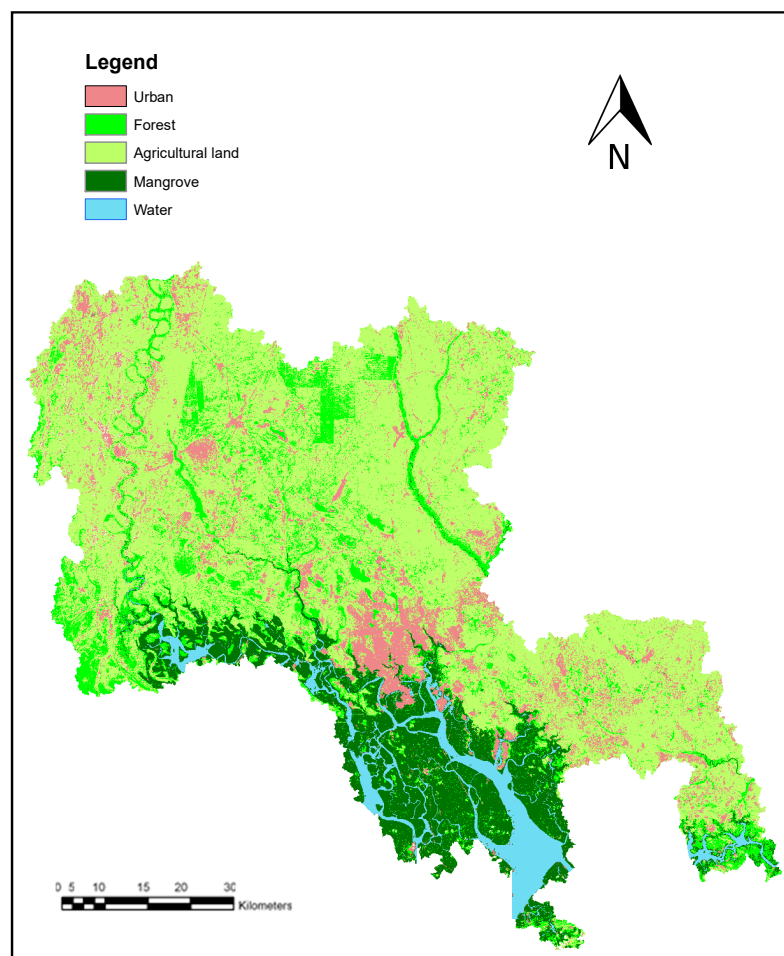 Legend
Urban
Forest
Agricultural land
Mangrove
Water
N
0 5 10 15 20 30
Kilometers